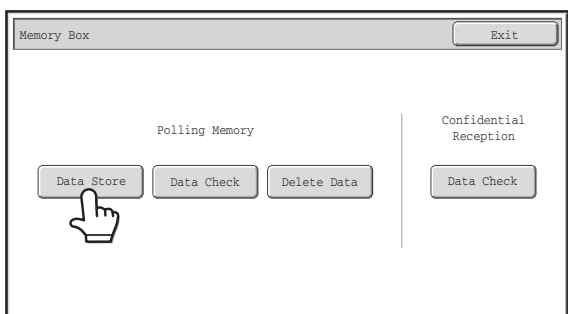 Memory Box
Exit
Polling Memory
Confidential
Reception
Data Store
Data Check
Delete Data
Data Check